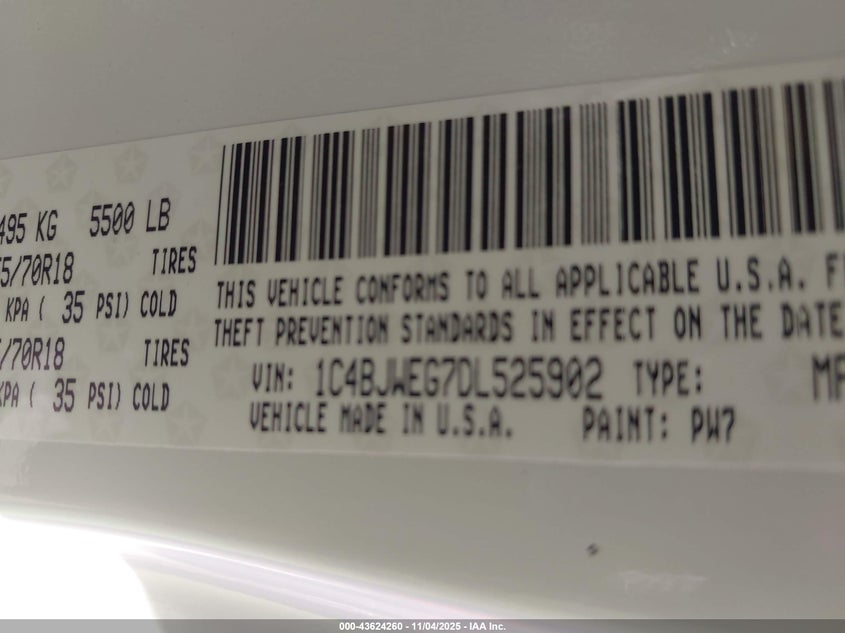 495 KG 5500 LB
5/70R18 TIRES
KPA ( 35 PSI) COLD
/70R18 TIRES
KPA ( 35 PSI) COLD
THIS VEHICLE CONFORMS TO ALL APPLICABLE U.S.A. F
THEFT PREVENTION STANDARDS IN EFFECT ON THE DATE
VIN: 1C4BJWEG7DL525902 TYPE: MP
VEHICLE MADE IN U.S.A. PAINT: PW7
000-43624260 - 11/04/2025 - IAA Inc.